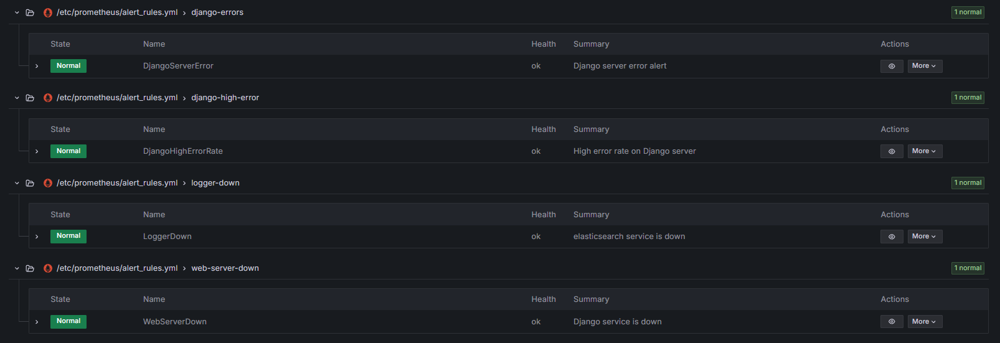 /etc/prometheus/alert_rules.yml > django-errors 1 normal
State Name Health Summary Actions
Normal DjangoServerError ok Django server error alert More
/etc/prometheus/alert_rules.yml > django-high-error 1 normal
State Name Health Summary Actions
Normal DjangoHighErrorRate ok High error rate on Django server More
/etc/prometheus/alert_rules.yml > logger-down 1 normal
State Name Health Summary Actions
Normal LoggerDown ok elasticsearch service is down More
/etc/prometheus/alert_rules.yml > web-server-down 1 normal
State Name Health Summary Actions
Normal WebServerDown ok Django service is down More